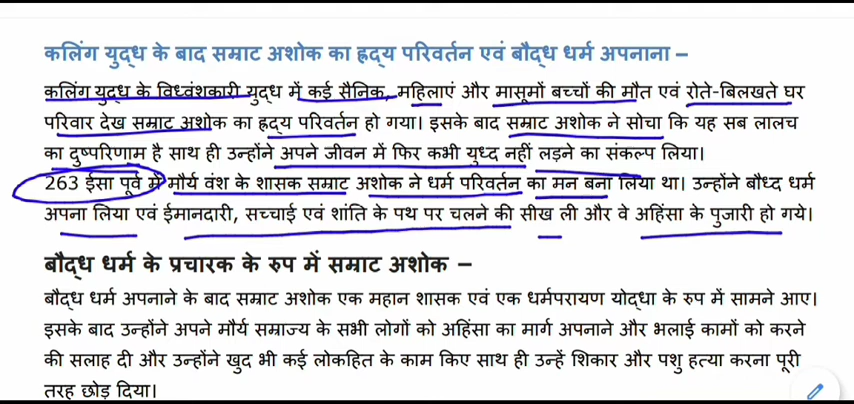 कलिंग युद्ध के बाद सम्राट अशोक का ह्रद्य परिवर्तन एवं बौद्ध धर्म अपनाना –
कलिंग युद्ध के विध्वंशकारी युद्ध में कई सैनिक, महिलाएं और मासूमों बच्चों की मौत एवं रोते-बिलखते घर
परिवार देख सम्राट अशोक का ह्रद्य परिवर्तन हो गया। इसके बाद सम्राट अशोक ने सोचा कि यह सब लालच
का दुष्परिणाम है साथ ही उन्होंने अपने जीवन में फिर कभी युध्द नहीं लड़ने का संकल्प लिया।
263 ईसा पूर्व में मौर्य वंश के शासक सम्राट अशोक ने धर्म परिवर्तन का मन बना लिया था। उन्होंने बौध्द धर्म
अपना लिया एवं ईमानदारी, सच्चाई एवं शांति के पथ पर चलने की सीख ली और वे अहिंसा के पुजारी हो गये।
बौद्ध धर्म के प्रचारक के रुप में सम्राट अशोक –
बौद्ध धर्म अपनाने के बाद सम्राट अशोक एक महान शासक एवं एक धर्मपरायण योद्धा के रुप में सामने आए।
इसके बाद उन्होंने अपने मौर्य सम्राज्य के सभी लोगों को अहिंसा का मार्ग अपनाने और भलाई कामों को करने
की सलाह दी और उन्होंने खुद भी कई लोकहित के काम किए साथ ही उन्हें शिकार और पशु हत्या करना पूरी
तरह छोड़ दिया।